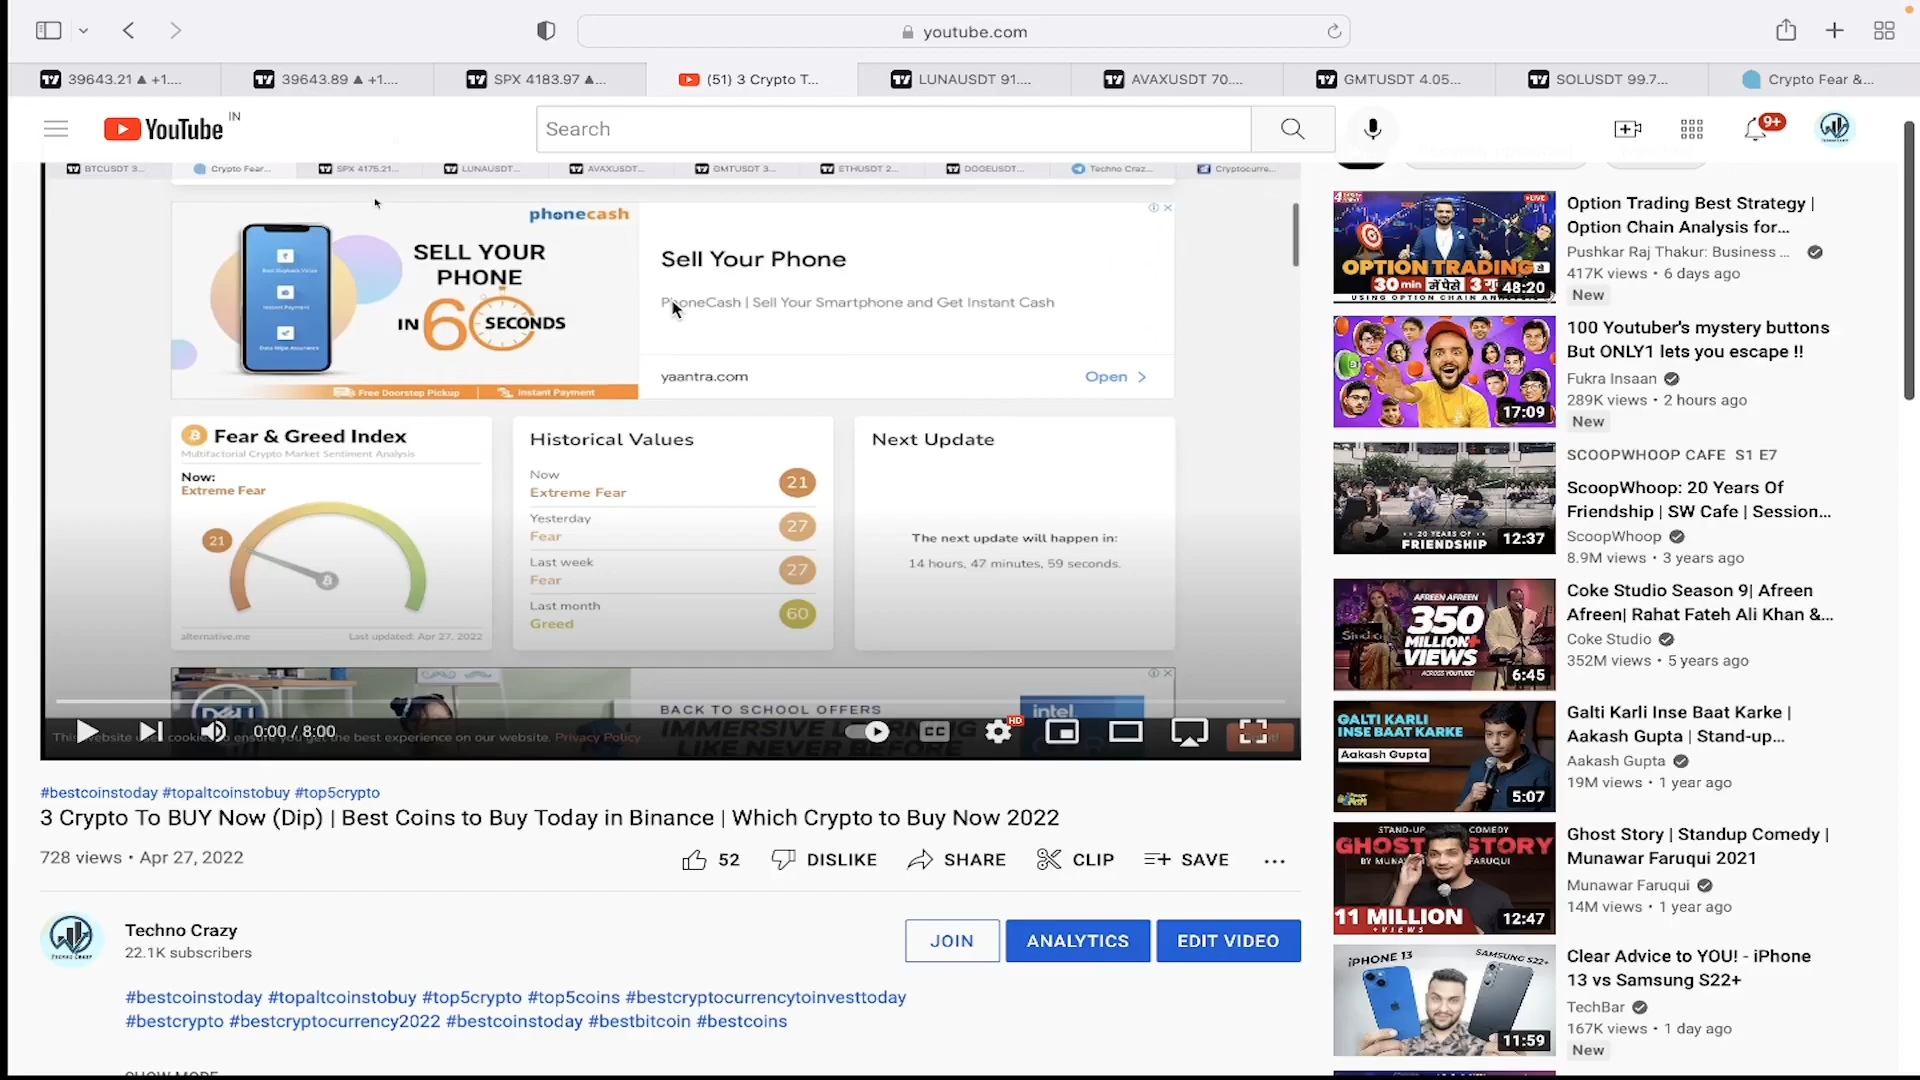 youtube.com
39643.21 ▲ +1....
39643.89 ▲ +1....
SPX 4183.97 ▲...
(51) 3 Crypto T...
LUNAUSDT 91....
AVAXUSDT 70....
GMTUSDT 4.05...
SOLUSDT 99.7...
Crypto Fear &...
YouTube IN
Search
9+
BTCUSDT 3...
Crypto Fear...
SPX 4175.21...
LUNAUSDT...
AVAXUSDT...
GMTUSDT 3...
ETHUSDT 2...
DOGEUSDT...
Techno Craz...
Cryptocurre...
phonecash
SELL YOUR
PHONE
IN 60 SECONDS
Free Doorstep Pickup
Instant Payment
Sell Your Phone
PhoneCash | Sell Your Smartphone and Get Instant Cash
yaantra.com
Open
Fear & Greed Index
Multifactorial Crypto Market Sentiment Analysis
Now:
Extreme Fear
21
alternative.me
Last updated: Apr 27, 2022
Historical Values
Now
Extreme Fear
21
Yesterday
Fear
27
Last week
Fear
27
Last month
Greed
60
Next Update
The next update will happen in:
14 hours, 47 minutes, 59 seconds.
DELL
BACK TO SCHOOL OFFERS
IMMERSIVE LEARNING
LIKE NEVER BEFORE
intel
This website uses cookies to ensure you get the best experience on our website. Privacy Policy
0:00 / 8:00
CC
HD
#bestcoinstoday #topaltcoinstobuy #top5crypto
3 Crypto To BUY Now (Dip) | Best Coins to Buy Today in Binance | Which Crypto to Buy Now 2022
728 views • Apr 27, 2022
52
DISLIKE
SHARE
CLIP
SAVE
Techno Crazy
22.1K subscribers
JOIN
ANALYTICS
EDIT VIDEO
#bestcoinstoday #topaltcoinstobuy #top5crypto #top5coins #bestcryptocurrencytoinvesttoday
#bestcrypto #bestcryptocurrency2022 #bestcoinstoday #bestbitcoin #bestcoins
SHOW MORE
LIVE
OPTION TRADING से
30 min में पैसे 3 गुना
USING OPTION CHAIN
48:20
Option Trading Best Strategy |
Option Chain Analysis for...
Pushkar Raj Thakur: Business ...
417K views • 6 days ago
New
17:09
100 Youtuber's mystery buttons
But ONLY1 lets you escape !!
Fukra Insaan
289K views • 2 hours ago
New
20 YEARS OF
FRIENDSHIP
12:37
SCOOPWHOOP CAFE S1 E7
ScoopWhoop: 20 Years Of
Friendship | SW Cafe | Session...
ScoopWhoop
8.9M views • 3 years ago
AFREEN AFREEN
350
MILLION+
VIEWS
ACROSS YOUTUBE!
6:45
Coke Studio Season 9| Afreen
Afreen| Rahat Fateh Ali Khan &...
Coke Studio
352M views • 5 years ago
GALTI KARLI
INSE BAAT KARKE
Aakash Gupta
5:07
Galti Karli Inse Baat Karke |
Aakash Gupta | Stand-up...
Aakash Gupta
19M views • 1 year ago
STAND-UP COMEDY
GHOST STORY
BY MUNAWAR FARUQUI
11 MILLION
+VIEWS
12:47
Ghost Story | Standup Comedy |
Munawar Faruqui 2021
Munawar Faruqui
14M views • 1 year ago
iPHONE 13
SAMSUNG S22+
11:59
Clear Advice to YOU! - iPhone
13 vs Samsung S22+
TechBar
167K views • 1 day ago
New